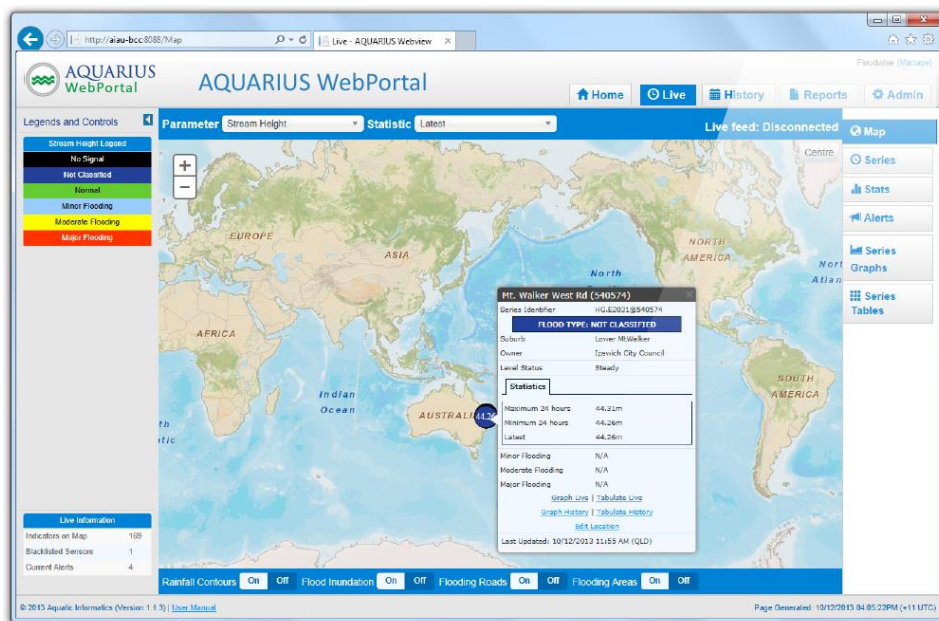 http://aiau-bcc:8088/Map
Live - AQUARIUS Webview
AQUARIUS
WebPortal
AQUARIUS WebPortal
Floodwise (Manage)
Home
Live
History
Reports
Admin
Legends and Controls
Parameter Stream Height Statistic Latest
Live feed: Disconnected
Stream Height Legend
No Signal
Not Classified
Normal
Minor Flooding
Moderate Flooding
Major Flooding
+
−
Centre
Map
Series
Stats
Alerts
Series
Graphs
Series
Tables
EUROPE
ASIA
NORTH
AMERICA
North
North
Atlan
AFRICA
Indian
Ocean
AUSTRALI
44.26
SOUTH
AMERICA
th
tic
Mt. Walker West Rd (540574)
Series Identifier HG.E2031@540574
FLOOD TYPE: NOT CLASSIFIED
Suburb Lower MtWalker
Owner Ipswich City Council
Level Status Steady
Statistics
Maximum 24 hours 44.31m
Minimum 24 hours 44.26m
Latest 44.26m
Minor Flooding N/A
Moderate Flooding N/A
Major Flooding N/A
Graph Live | Tabulate Live
Graph History | Tabulate History
Edit Location
Last Updated: 10/12/2013 11:55 AM (QLD)
Live Information
Indicators on Map 169
Blacklisted Sensors 1
Current Alerts 4
Rainfall Contours On Off Flood Inundation On Off Flooding Roads On Off Flooding Areas On Off
© 2013 Aquatic Informatics (Version 1.1.3) | User Manual
Page Generated: 10/12/2013 04:05:22PM (+11 UTC)